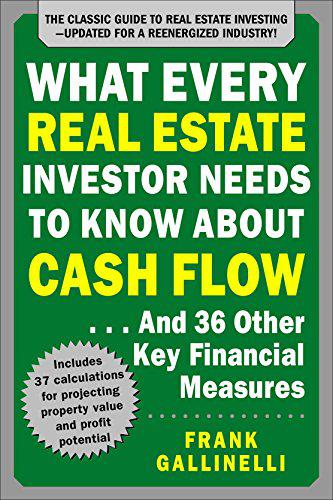 THE CLASSIC GUIDE TO REAL ESTATE INVESTING
—UPDATED FOR A REENERGIZED INDUSTRY!
WHAT EVERY
REAL ESTATE
INVESTOR NEEDS
TO KNOW ABOUT
CASH FLOW
. . . And 36 Other
Key Financial
Measures
Includes
37 calculations
for projecting
property value
and profit
potential
FRANK
GALLINELLI